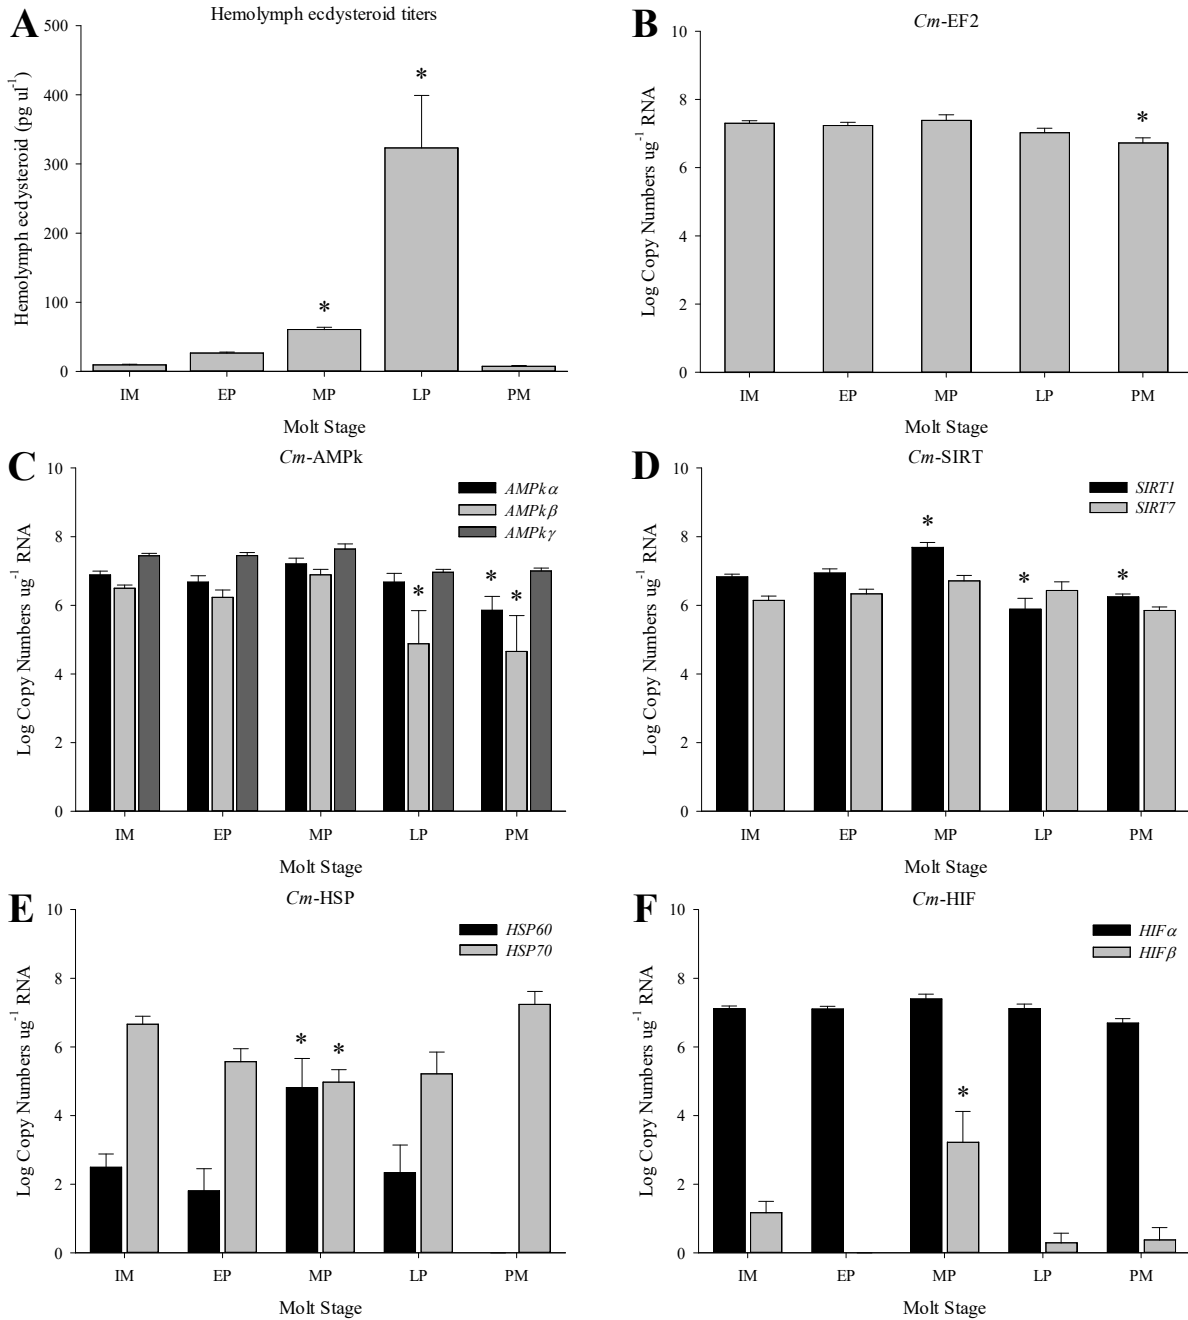 A
Hemolymph ecdysteroid titers
Hemolymph ecdysteroid (pg ul⁻¹)
500
400
300
200
100
0
*
*
IM EP MP LP PM
Molt Stage
B
Cm-EF2
Log Copy Numbers ug⁻¹ RNA
10
8
6
4
2
0
*
IM EP MP LP PM
Molt Stage
C
Cm-AMPk
AMPkα
AMPkβ
AMPkγ
Log Copy Numbers ug⁻¹ RNA
10
8
6
4
2
0
* * *
IM EP MP LP PM
Molt Stage
D
Cm-SIRT
SIRT1
SIRT7
Log Copy Numbers ug⁻¹ RNA
10
8
6
4
2
0
* * *
IM EP MP LP PM
Molt Stage
E
Cm-HSP
HSP60
HSP70
Log Copy Numbers ug⁻¹ RNA
10
8
6
4
2
0
* *
IM EP MP LP PM
Molt Stage
F
Cm-HIF
HIFα
HIFβ
Log Copy Numbers ug⁻¹ RNA
10
8
6
4
2
0
*
IM EP MP LP PM
Molt Stage